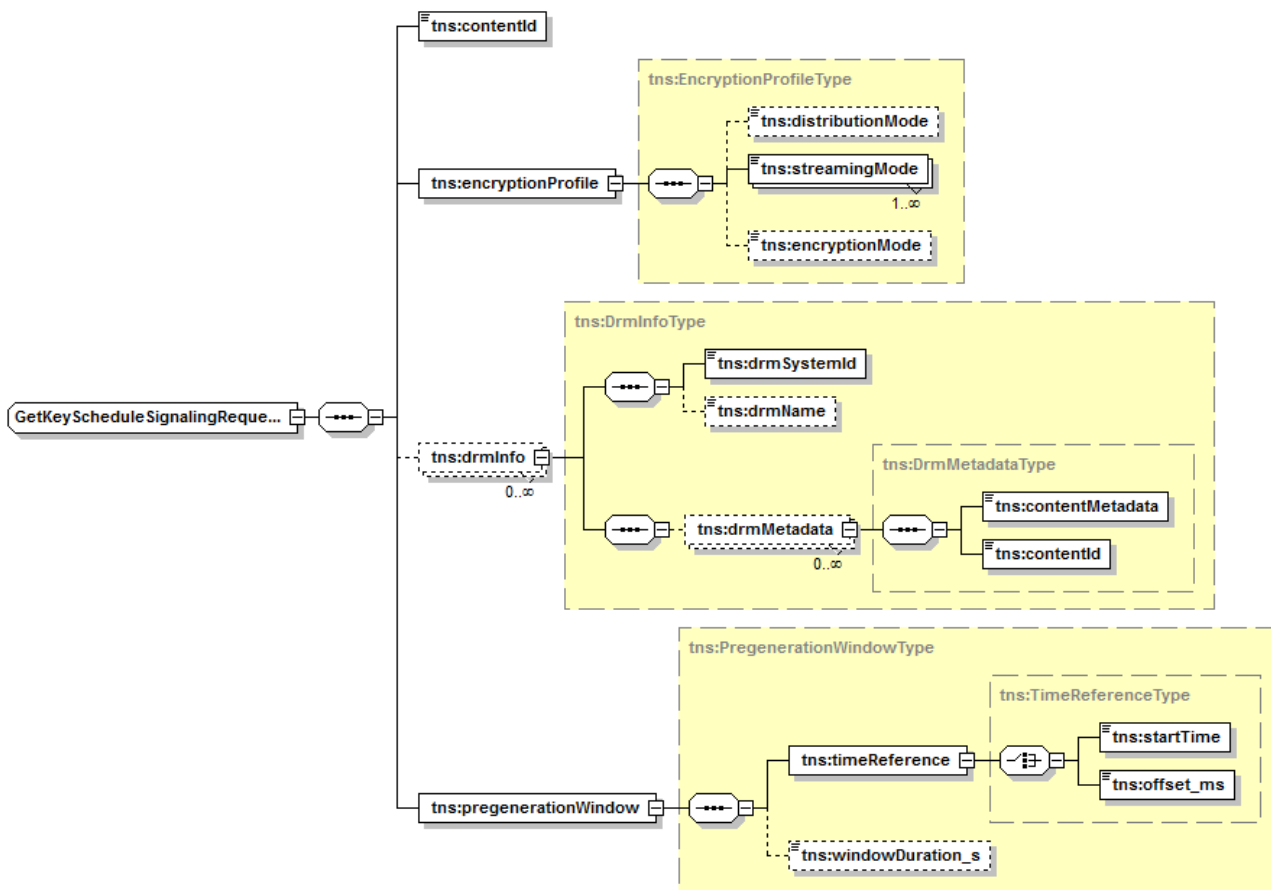 tns:contentId
tns:EncryptionProfileType
tns:distributionMode
tns:encryptionProfile
tns:streamingMode
1..∞
tns:encryptionMode
tns:DrmInfoType
tns:drmSystemId
tns:drmName
GetKeyScheduleSignalingReque...
tns:drmInfo
0..∞
tns:DrmMetadataType
tns:drmMetadata
0..∞
tns:contentMetadata
tns:contentId
tns:PregenerationWindowType
tns:TimeReferenceType
tns:timeReference
tns:startTime
tns:offset_ms
tns:pregenerationWindow
tns:windowDuration_s